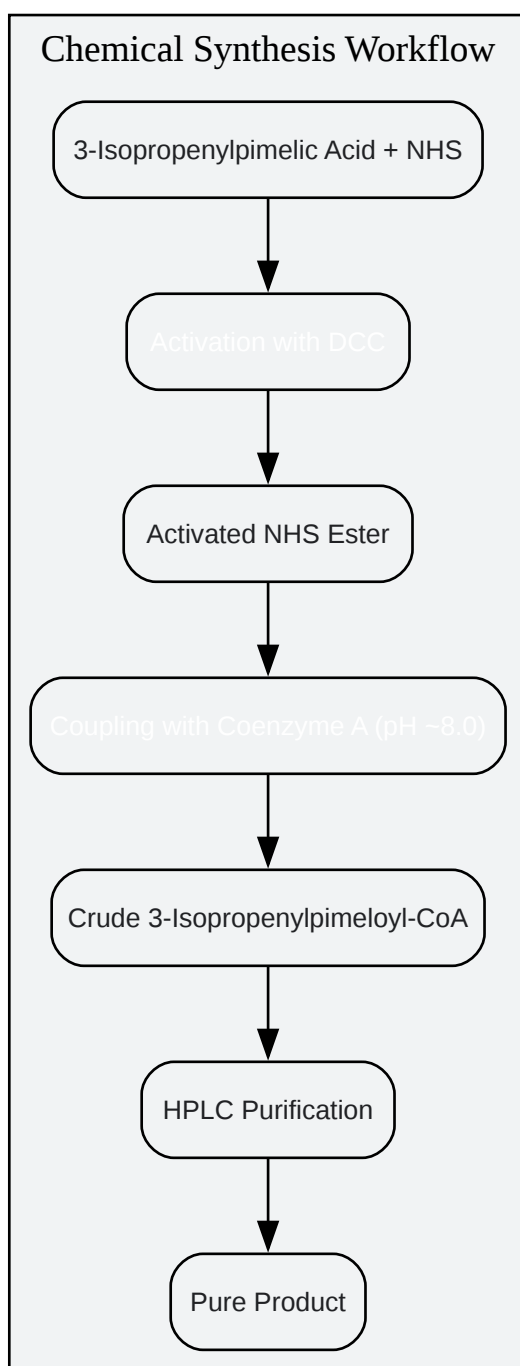 Chemical Synthesis Workflow
3-Isopropenylpimelic Acid + NHS
Activation with DCC
Activated NHS Ester
Coupling with Coenzyme A (pH ~8.0)
Crude 3-Isopropenylpimeloyl-CoA
HPLC Purification
Pure Product